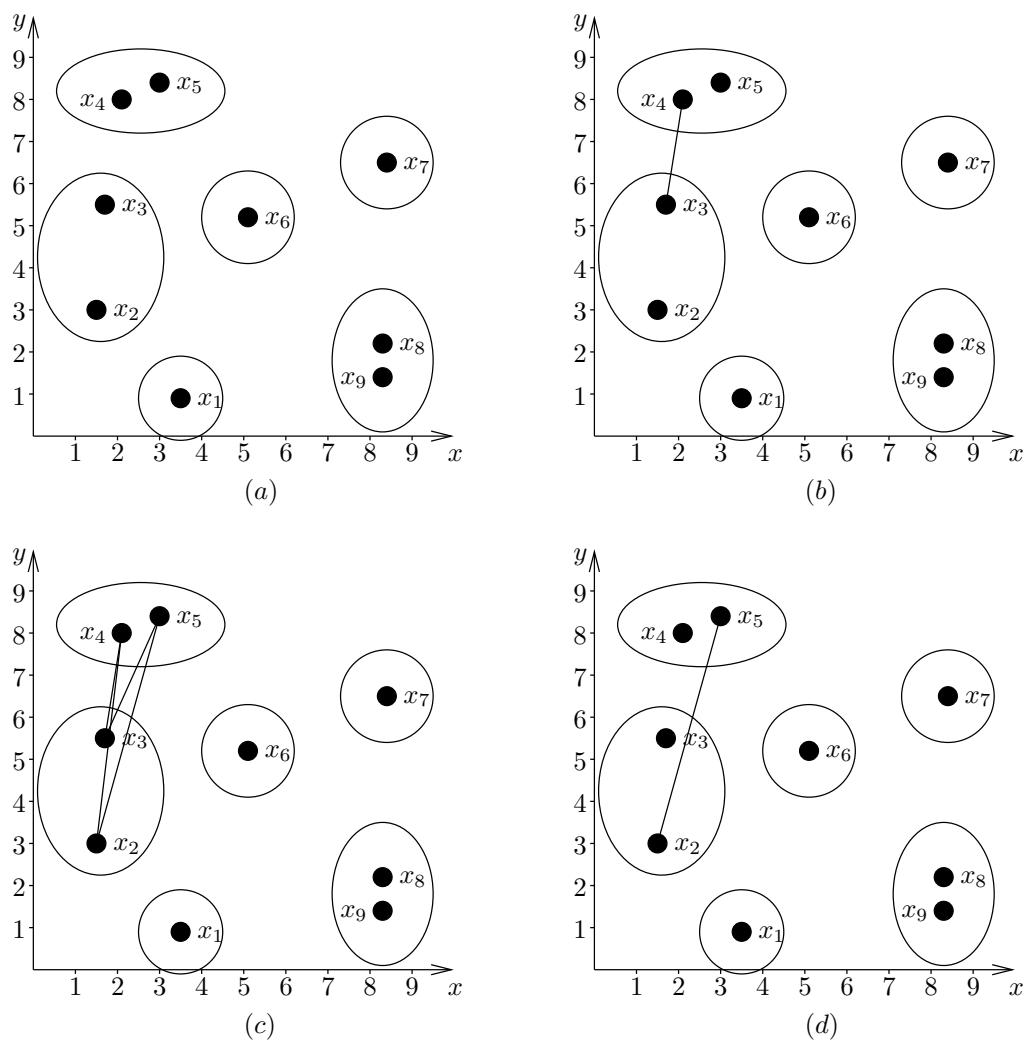 y y
9 9
x₅ x₅
x₄ x₄
8 8
7 7
x₇ x₇
6 6
x₃ x₃
x₆ x₆
5 5
4 4
3 x₂ 3 x₂
x₈ x₈
2 2
x₉ x₉
1 x₁ 1 x₁
1 2 3 4 5 6 7 8 9 x 1 2 3 4 5 6 7 8 9 x
(a) (b)
y y
9 9
x₅ x₅
x₄ x₄
8 8
7 7
x₇ x₇
6 6
x₃ x₃
x₆ x₆
5 5
4 4
3 x₂ 3 x₂
x₈ x₈
2 2
x₉ x₉
1 x₁ 1 x₁
1 2 3 4 5 6 7 8 9 x 1 2 3 4 5 6 7 8 9 x
(c) (d)